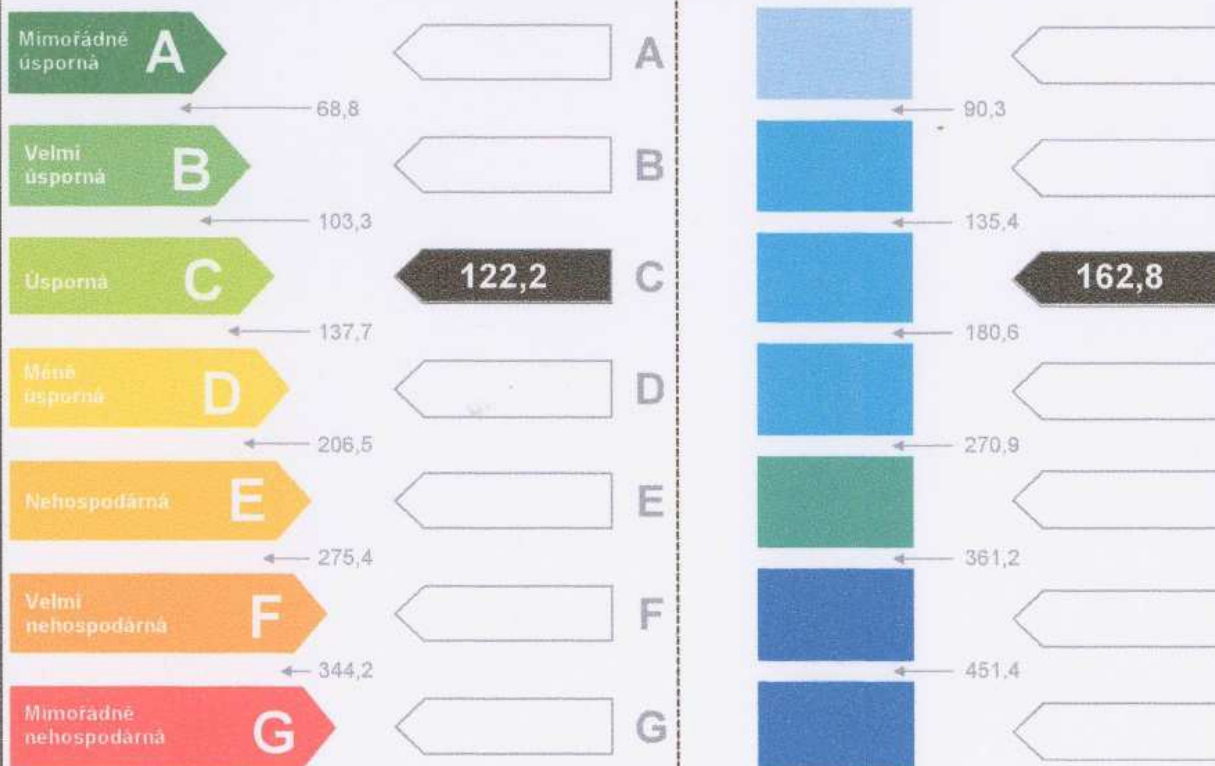 Mimořádně
úsporná
A
A
68,8
90,3
Velmi
úsporná
B
B
103,3
135,4
Úsporná
C
122,2
C
162,8
137,7
180,6
Méně
úsporná
D
D
206,5
270,9
Nehospodárná
E
E
275,4
361,2
Velmi
nehospodárná
F
F
344,2
451,4
Mimořádně
nehospodárná
G
G